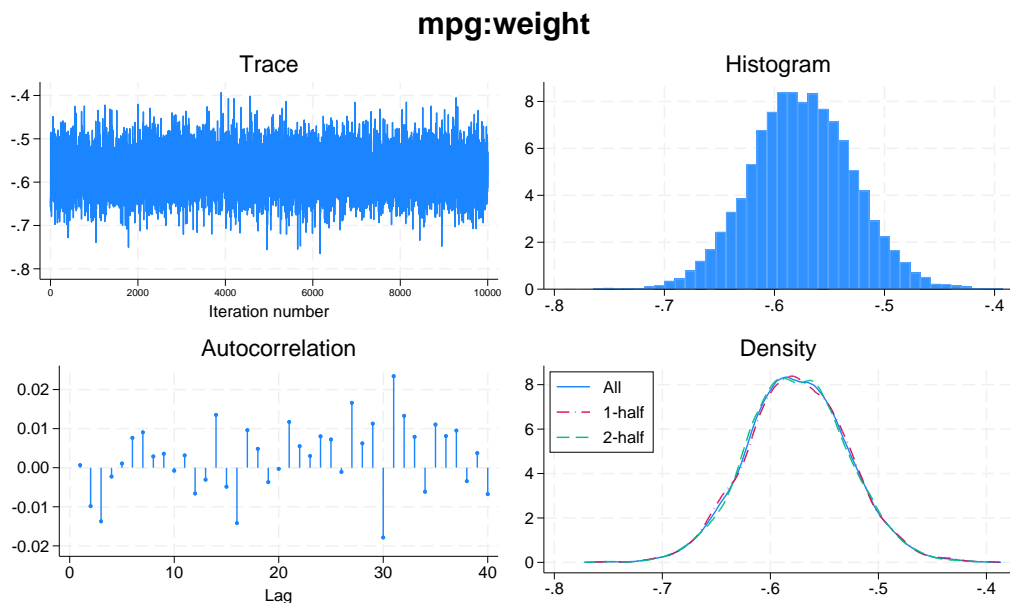 mpg:weight
Trace
-.4
-.5
-.6
-.7
-.8
0 2000 4000 6000 8000 10000
Iteration number
Histogram
8
6
4
2
0
-.8 -.7 -.6 -.5 -.4
Autocorrelation
0.02
0.01
0.00
-0.01
-0.02
0 10 20 30 40
Lag
Density
All
1-half
2-half
8
6
4
2
0
-.8 -.7 -.6 -.5 -.4